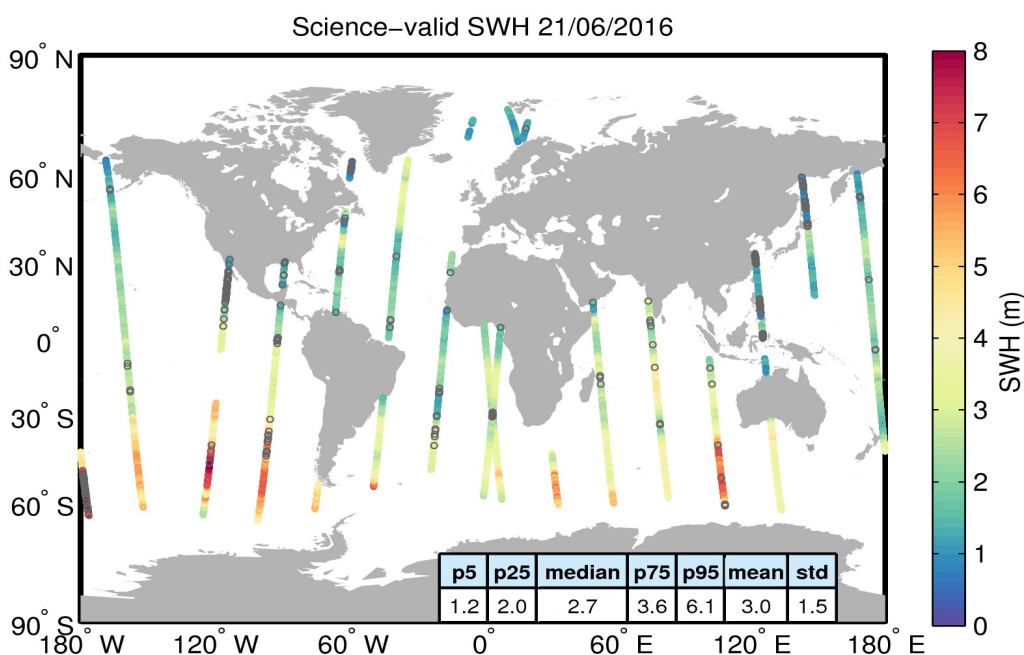 Science−valid SWH 21/06/2016
90° N
60° N
30° N
0°
30° S
60° S
90° S
180° W
120° W
60° W
0°
60° E
120° E
180° E
p5 p25 median p75 p95 mean std
1.2 2.0 2.7 3.6 6.1 3.0 1.5
8
7
6
5
4
3
2
1
0
SWH (m)